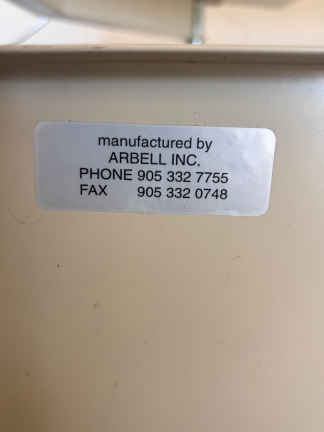 manufactured by
ARBELL INC.
PHONE 905 332 7755
FAX 905 332 0748